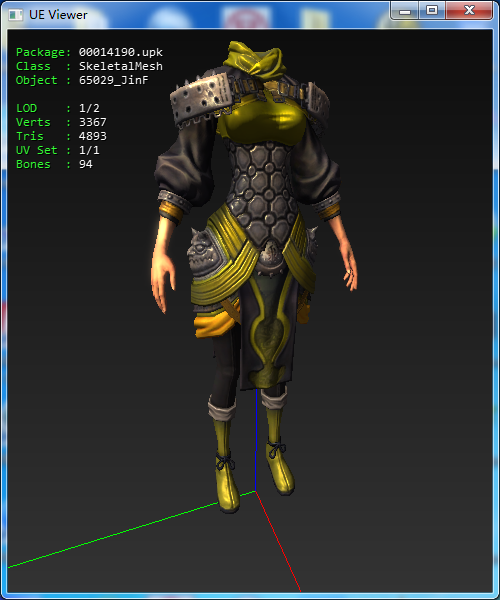 UE Viewer
Package: 00014190.upk
Class : SkeletalMesh
Object : 65029_JinF
LOD : 1/2
Verts : 3367
Tris : 4893
UV Set : 1/1
Bones : 94